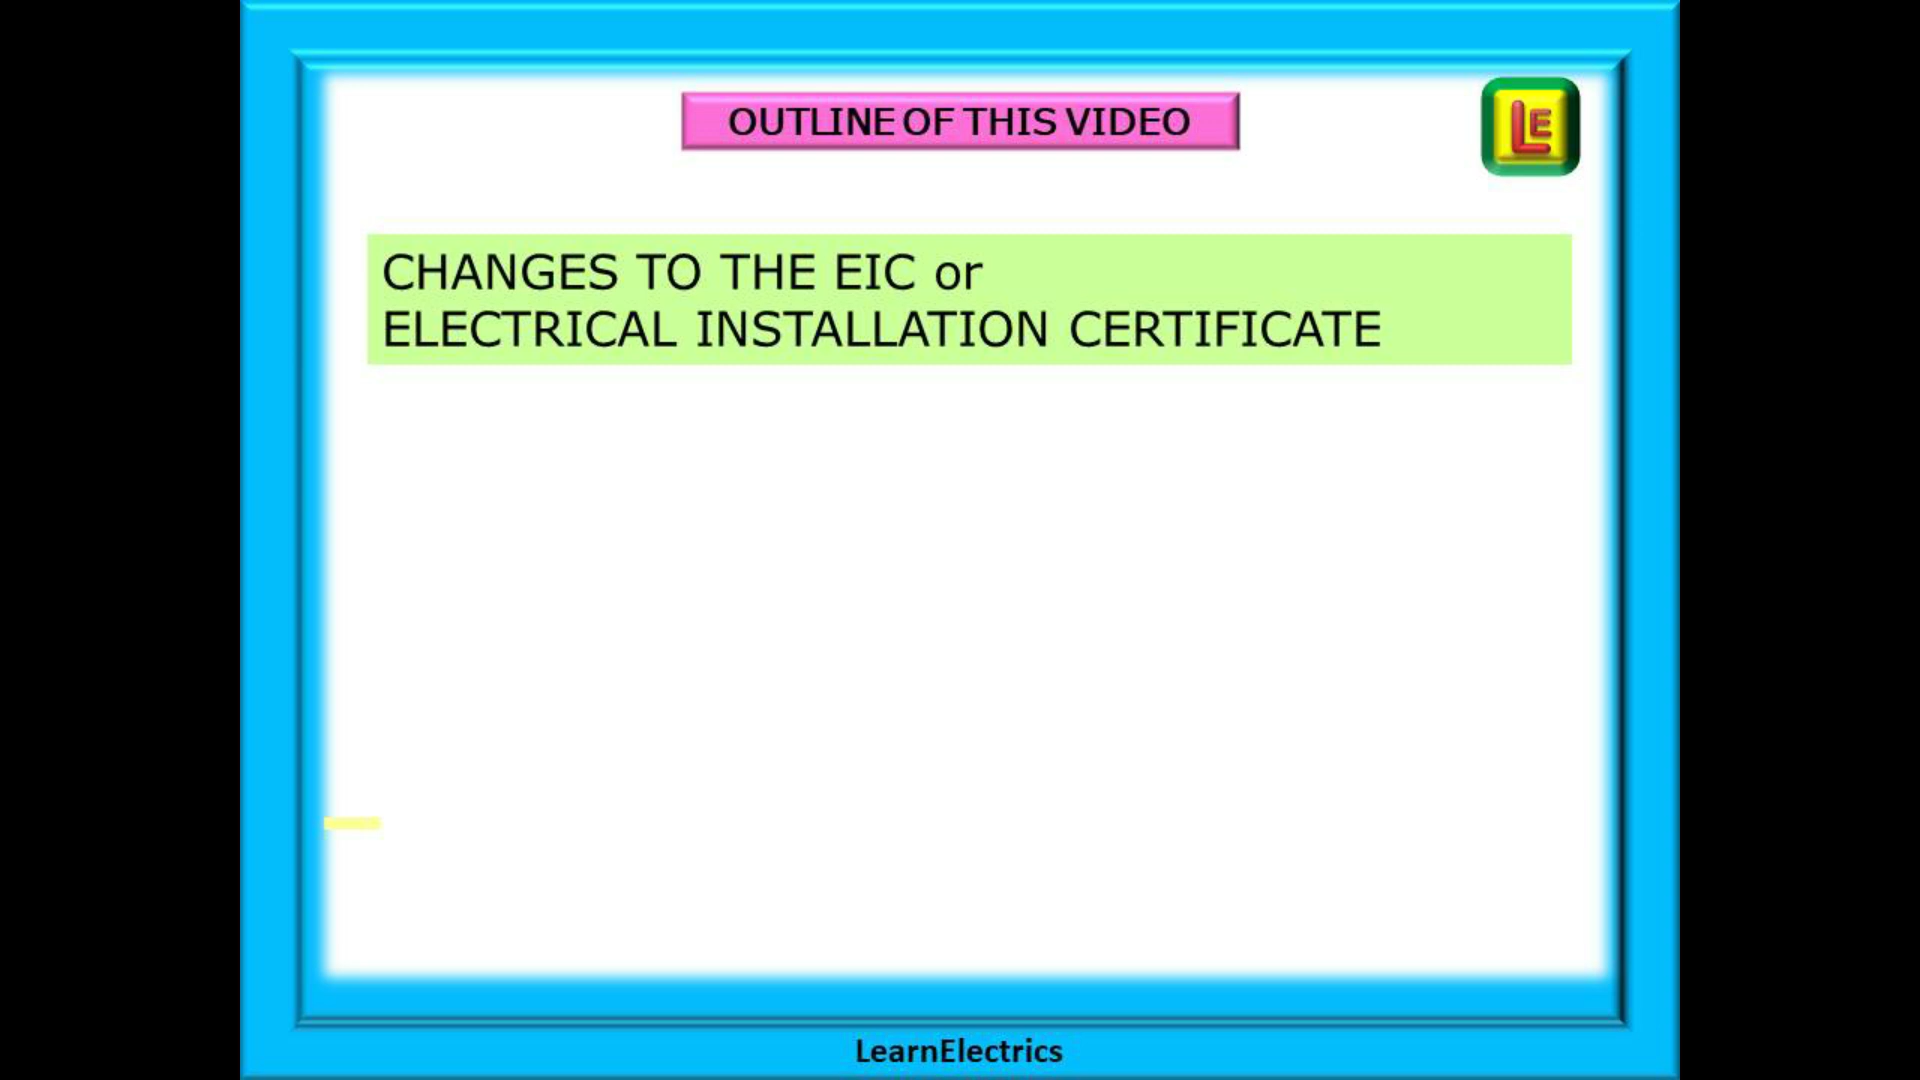 OUTLINE OF THIS VIDEO
LE
CHANGES TO THE EIC or
ELECTRICAL INSTALLATION CERTIFICATE
LearnElectrics